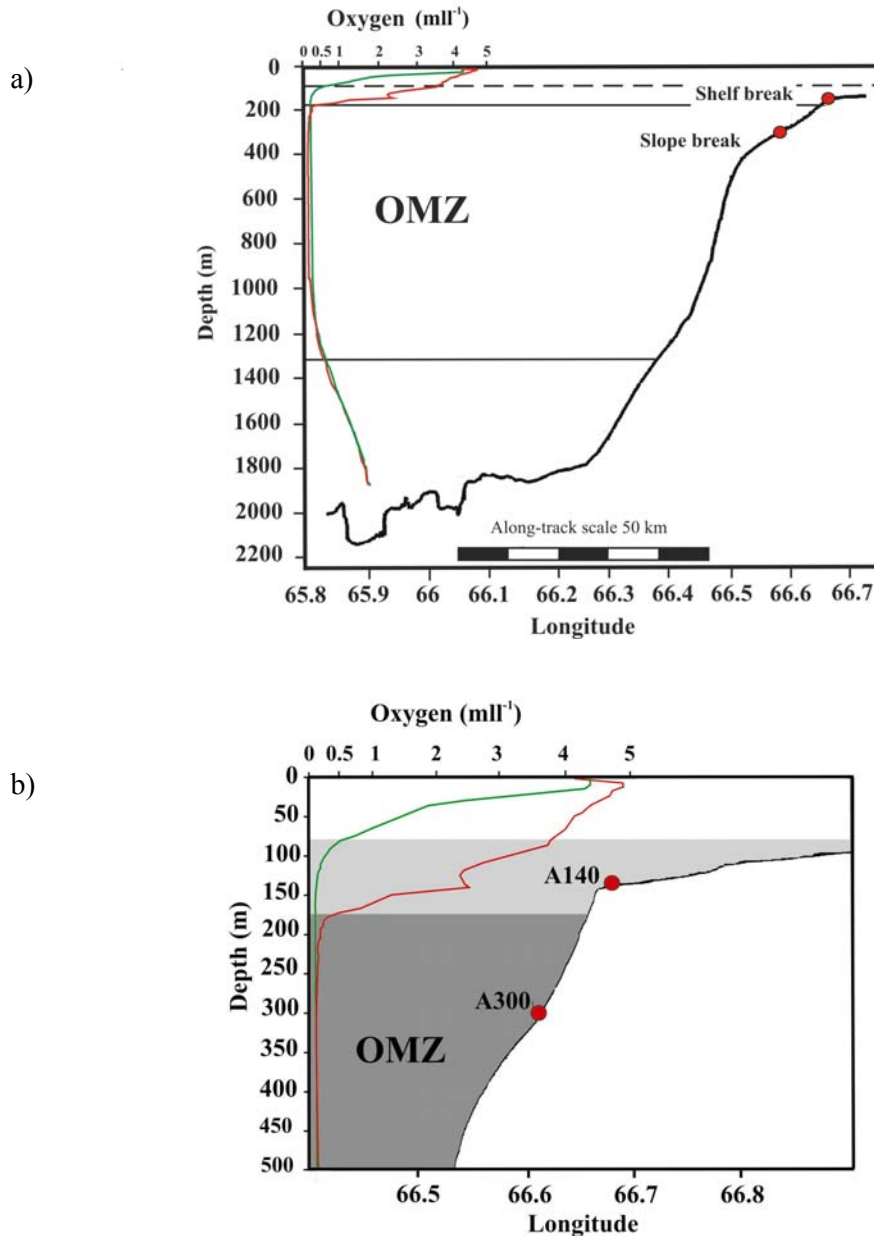 a)
Oxygen (mll⁻¹)
0 0.5 1 2 3 4 5
0
200
400
600
800
1000
1200
1400
1600
1800
2000
2200
Depth (m)
Shelf break
Slope break
OMZ
Along-track scale 50 km
65.8 65.9 66 66.1 66.2 66.3 66.4 66.5 66.6 66.7
Longitude
b)
Oxygen (mll⁻¹)
0 0.5 1 2 3 4 5
0
50
100
150
200
250
300
350
400
450
500
Depth (m)
A140
A300
OMZ
66.5 66.6 66.7 66.8
Longitude